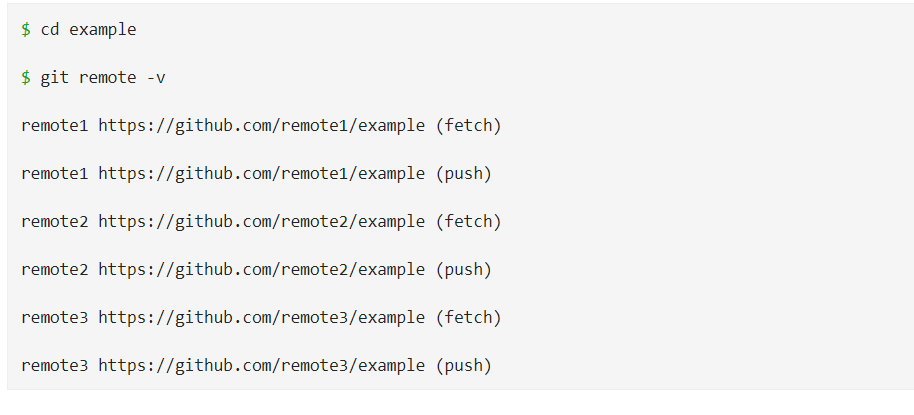 $ cd example
$ git remote -v
remote1 https://github.com/remote1/example (fetch)
remote1 https://github.com/remote1/example (push)
remote2 https://github.com/remote2/example (fetch)
remote2 https://github.com/remote2/example (push)
remote3 https://github.com/remote3/example (fetch)
remote3 https://github.com/remote3/example (push)